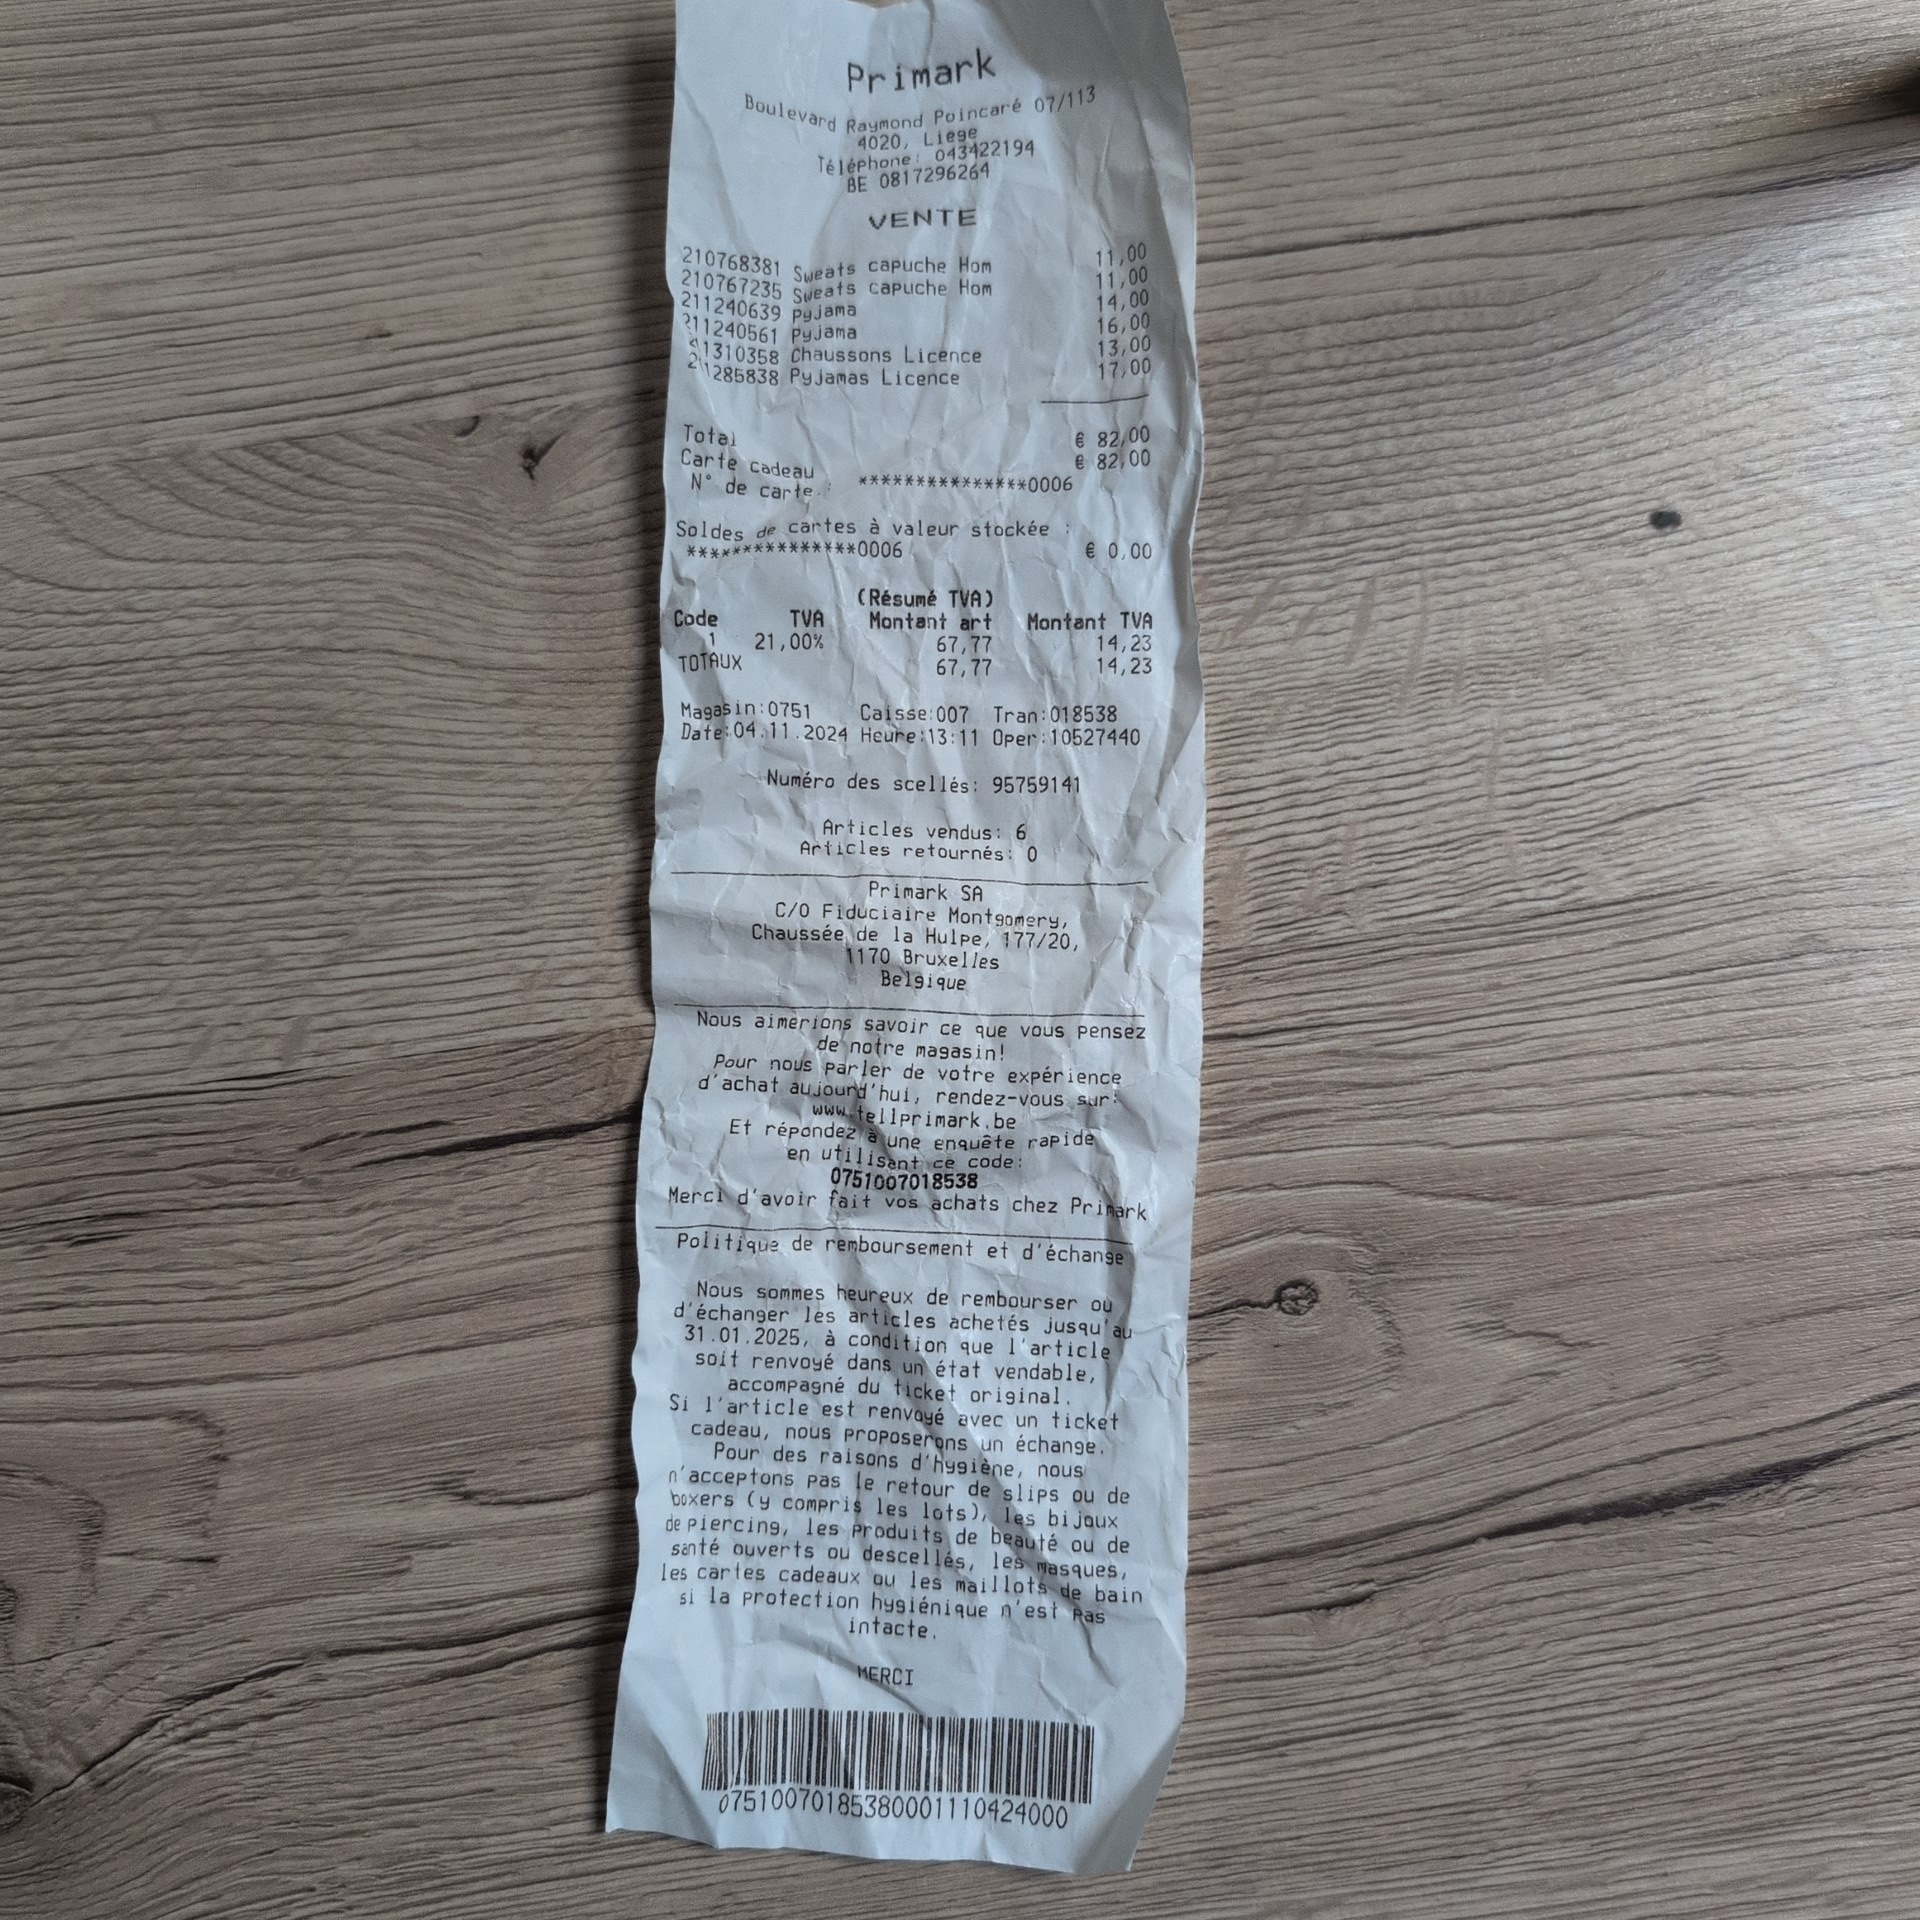 Primark
Boulevard Raymond Poincaré 07/113
4020, Liege
Téléphone: 043422194
BE 0817296264
VENTE
210768381 Sweats capuche Hom 11,00
210767235 Sweats capuche Hom 11,00
211240639 Pyjama 14,00
211240561 Pyjama 16,00
211310358 Chaussons Licence 13,00
211285838 Pyjamas Licence 17,00
Total € 82,00
Carte cadeau € 82,00
N° de carte : ***************0006
Soldes de cartes à valeur stockée :
***************0006 € 0,00
(Résumé TVA)
Code TVA Montant art Montant TVA
1 21,00% 67,77 14,23
TOTAUX 67,77 14,23
Magasin:0751 Caisse:007 Tran:018538
Date:04.11.2024 Heure:13:11 Oper:10527440
Numéro des scellés: 95759141
Articles vendus: 6
Articles retournés: 0
Primark SA
C/O Fiduciaire Montgomery,
Chaussée de la Hulpe, 177/20,
1170 Bruxelles
Belgique
Nous aimerions savoir ce que vous pensez
de notre magasin!
Pour nous parler de votre expérience
d'achat aujourd'hui, rendez-vous sur:
www.tellprimark.be
Et répondez à une enquête rapide
en utilisant ce code:
0751007018538
Merci d'avoir fait vos achats chez Primark
Politique de remboursement et d'échange
Nous sommes heureux de rembourser ou
d'échanger les articles achetés jusqu'au
31.01.2025, à condition que l'article
soit renvoyé dans un état vendable,
accompagné du ticket original.
Si l'article est renvoyé avec un ticket
cadeau, nous proposerons un échange.
Pour des raisons d'hygiène, nous
n'acceptons pas le retour de slips ou de
boxers (y compris les lots), les bijoux
de piercing, les produits de beauté ou de
santé ouverts ou descellés, les masques,
les cartes cadeaux ou les maillots de bain
si la protection hygiénique n'est pas
intacte.
MERCI
07510070185380001110424000